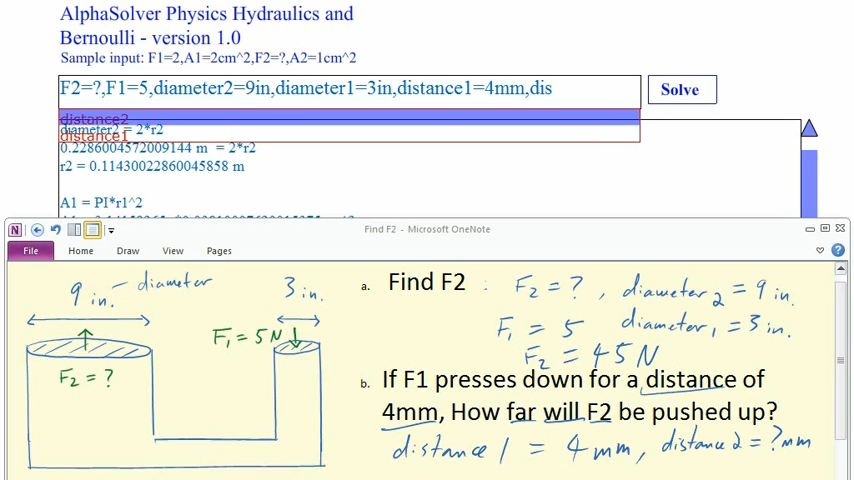 AlphaSolver Physics Hydraulics and
Bernoulli - version 1.0
Sample input: F1=2,A1=2cm^2,F2=?,A2=1cm^2
F2=?,F1=5,diameter2=9in,diameter1=3in,distance1=4mm,dis
Solve
distance2
diameter2 = 2*r2
distance1
0.2286004572009144 m = 2*r2
r2 = 0.11430022860045858 m
A1 = PI*r1^2
Find F2 - Microsoft OneNote
File Home Draw View Pages
9 in. diameter
3 in.
F1 = 5 N
F2 = ?
a. Find F2 : F2 = ? , diameter2 = 9 in.
F1 = 5 diameter1 = 3 in.
F2 = 45 N
b. If F1 presses down for a distance of
4mm, How far will F2 be pushed up?
distance1 = 4 mm, distance2 = ? mm